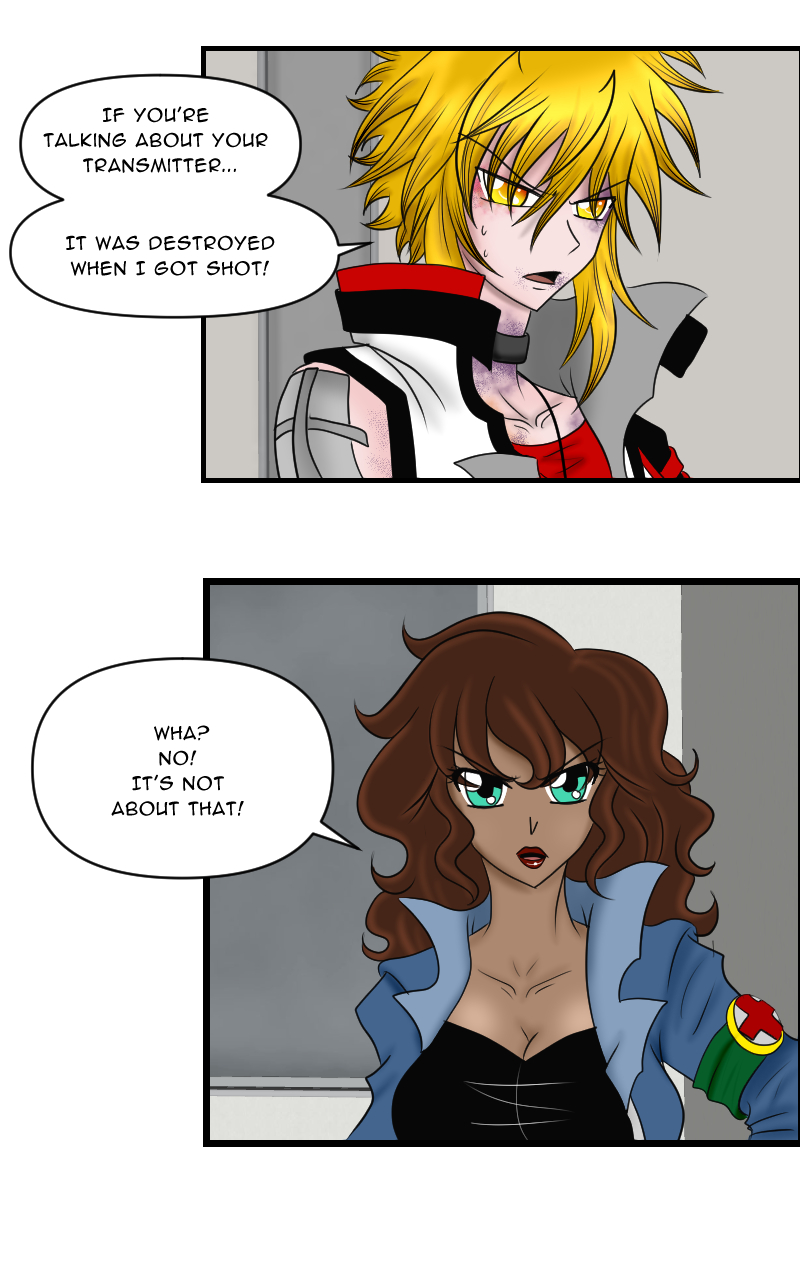 IF YOU'RE
TALKING ABOUT YOUR
TRANSMITTER...
IT WAS DESTROYED
WHEN I GOT SHOT!
WHA?
NO!
IT'S NOT
ABOUT THAT!